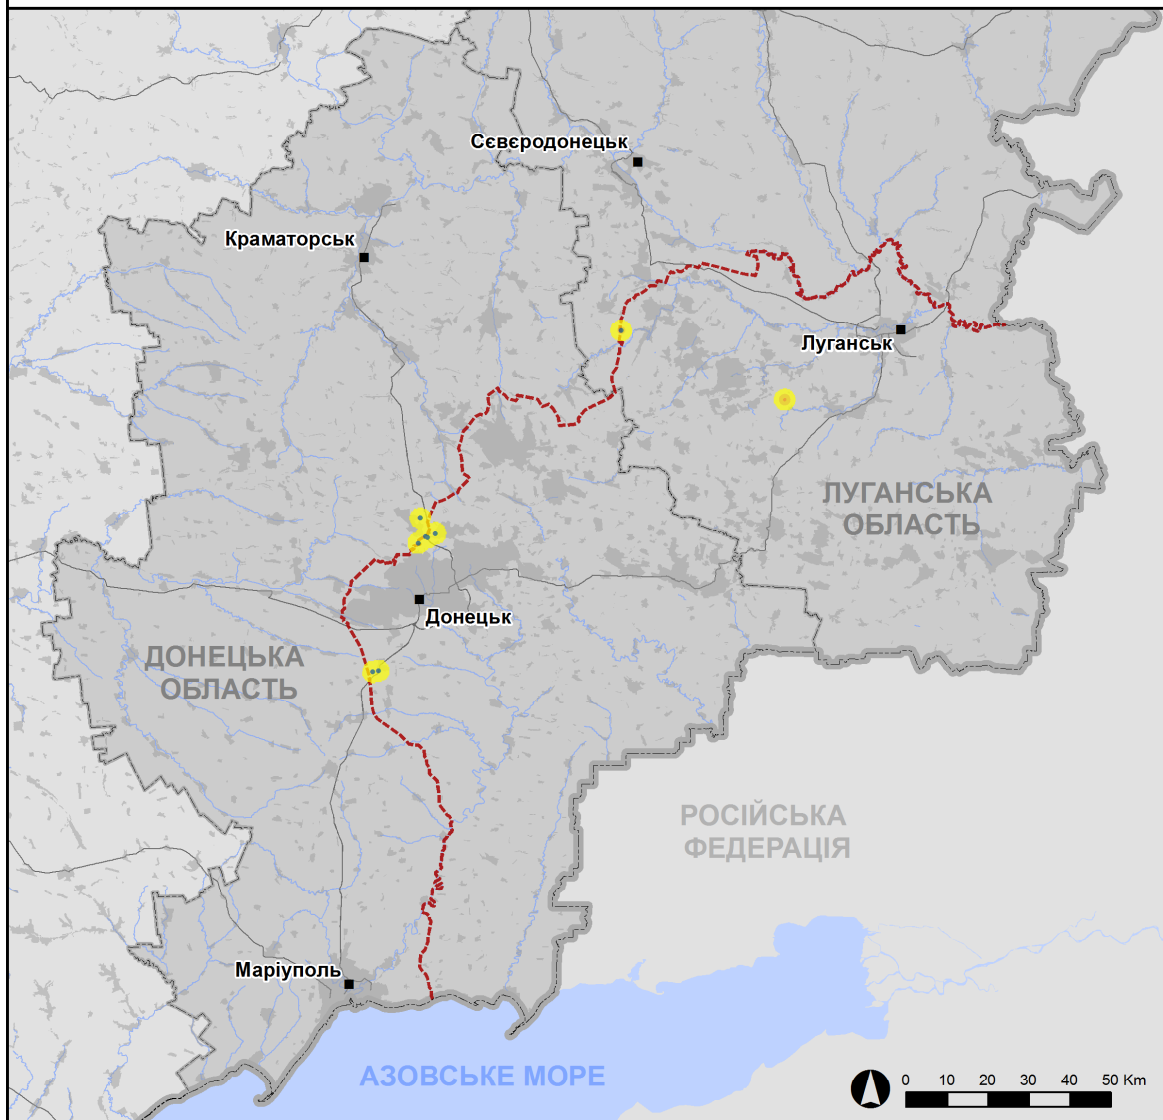 Сєвєродонецьк
Краматорськ
Луганськ
ЛУГАНСЬКА
ОБЛАСТЬ
Донецьк
ДОНЕЦЬКА
ОБЛАСТЬ
РОСІЙСЬКА
ФЕДЕРАЦІЯ
Маріуполь
АЗОВСЬКЕ МОРЕ
0 10 20 30 40 50 Km